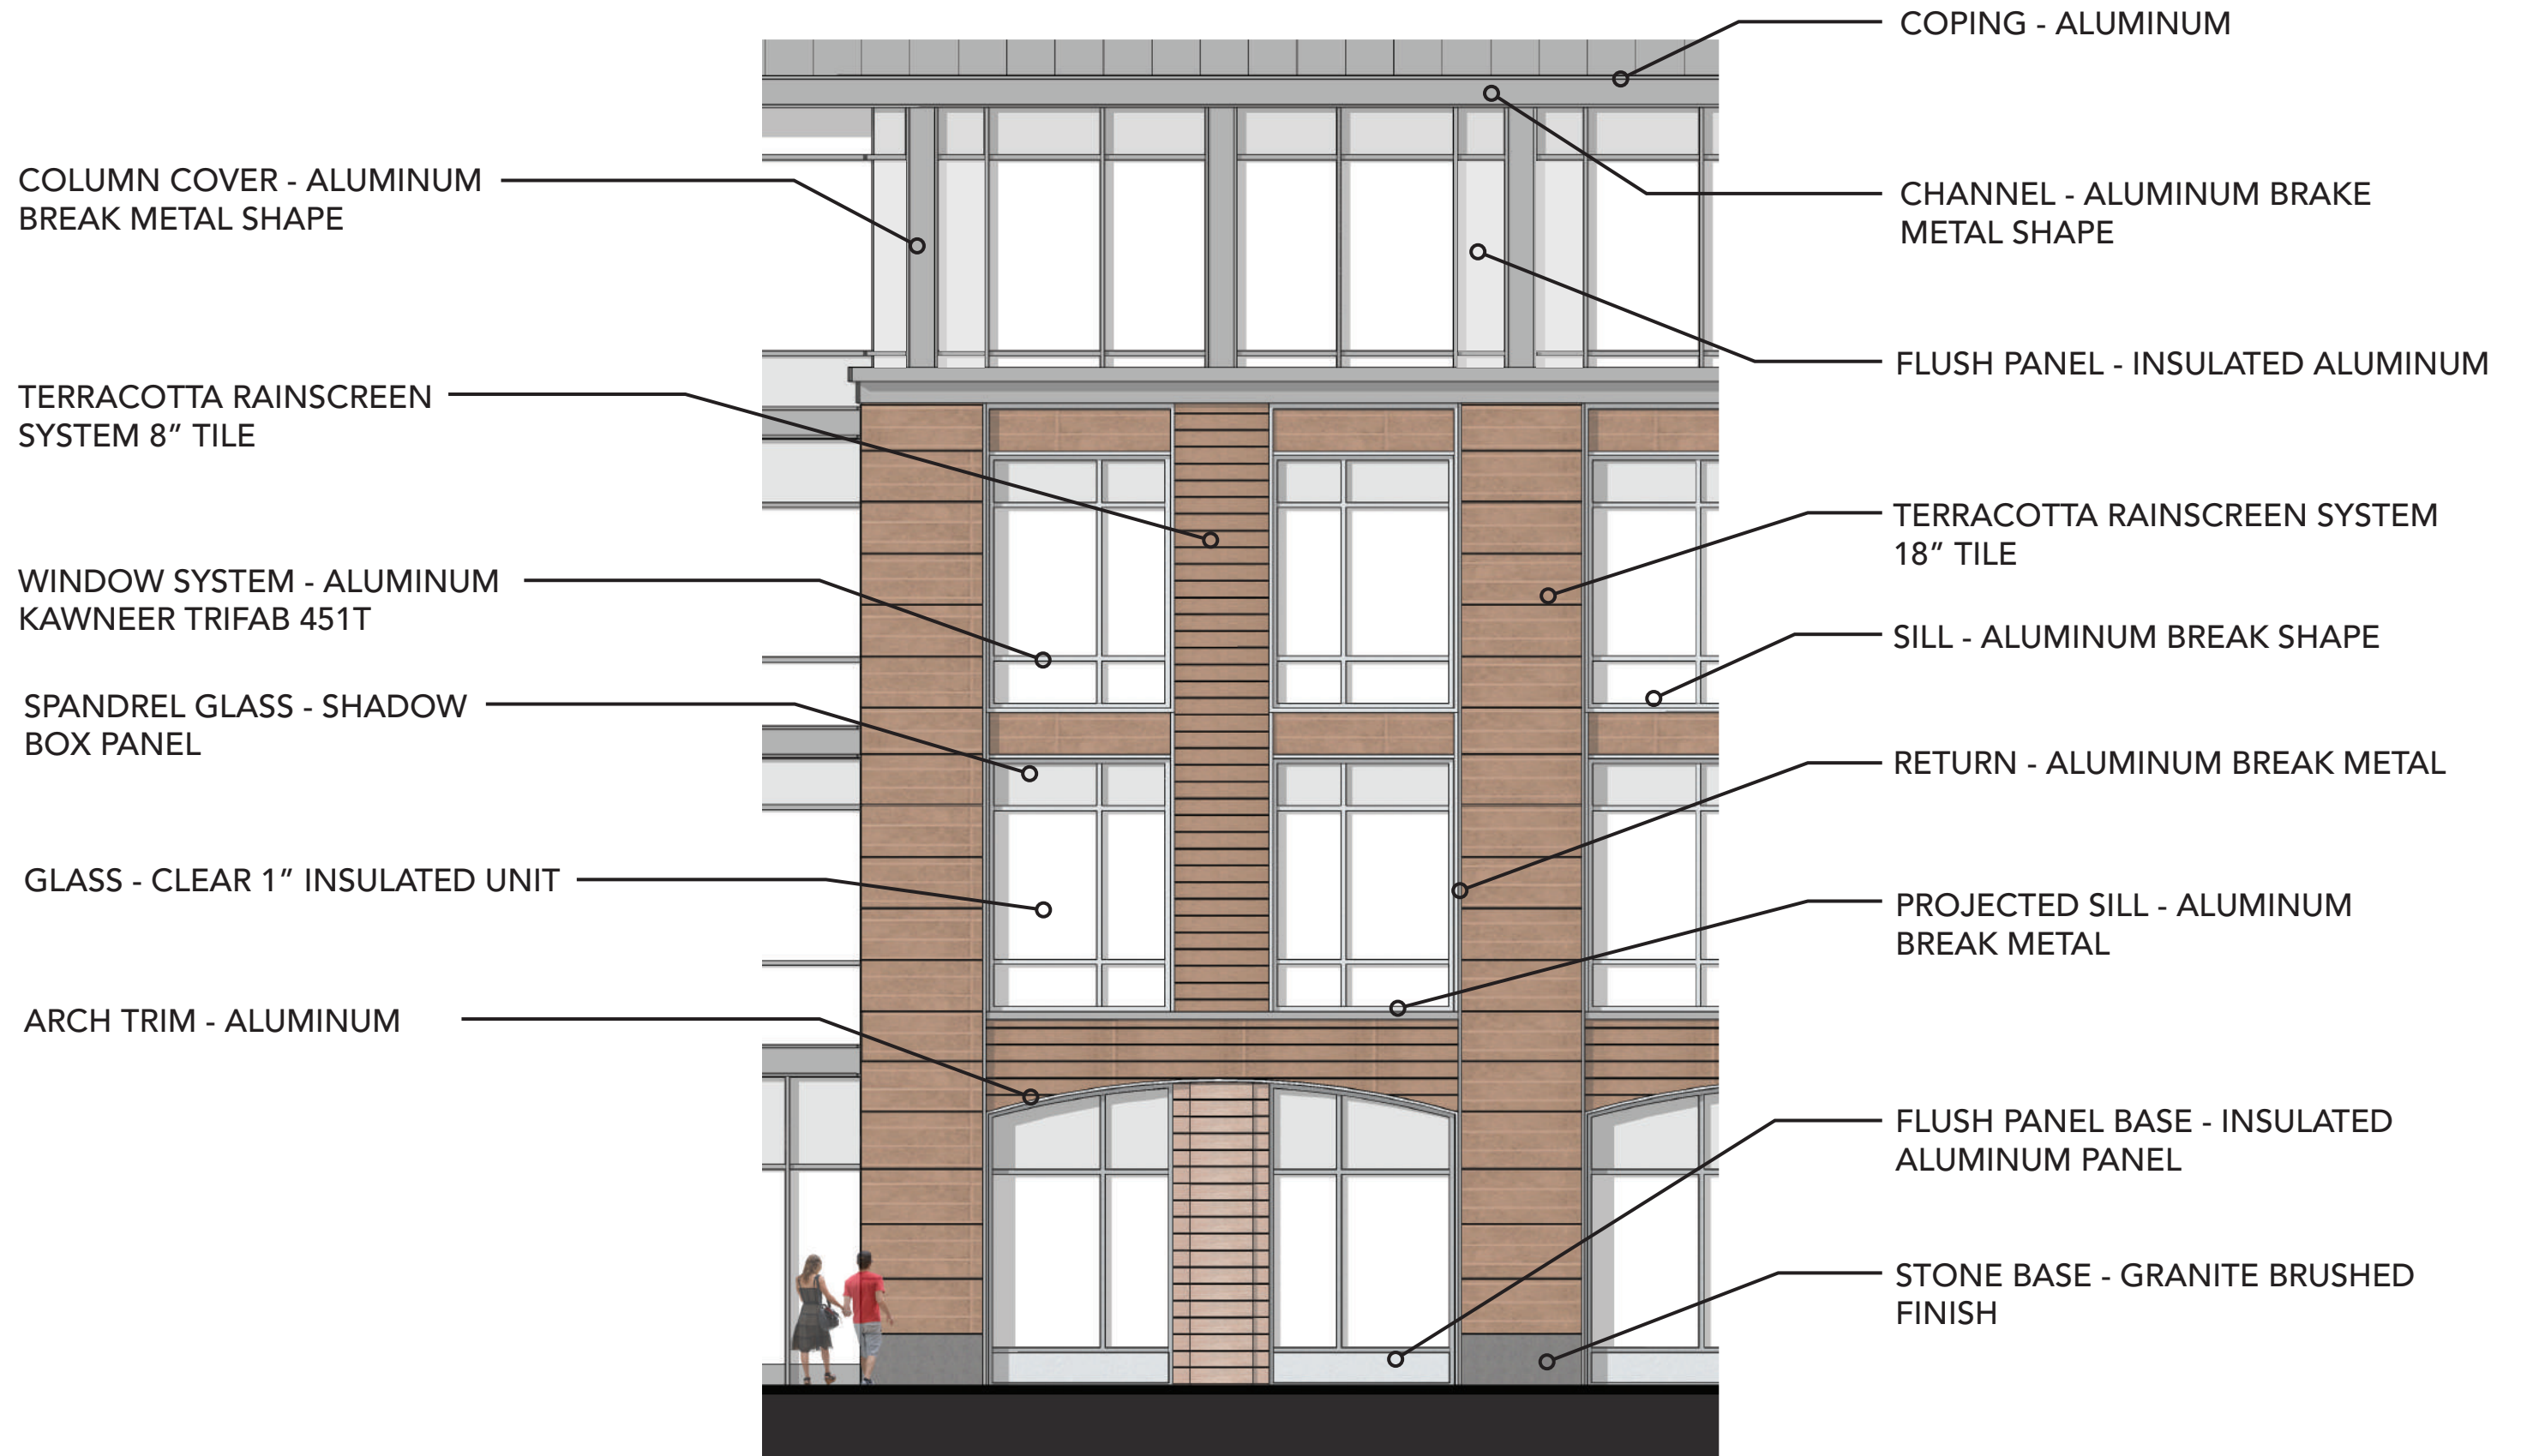 COLUMN COVER - ALUMINUM
BREAK METAL SHAPE
TERRACOTTA RAINSCREEN
SYSTEM 8" TILE
WINDOW SYSTEM - ALUMINUM
KAWNEER TRIFAB 451T
SPANDREL GLASS - SHADOW
BOX PANEL
GLASS - CLEAR 1" INSULATED UNIT
ARCH TRIM - ALUMINUM
COPING - ALUMINUM
CHANNEL - ALUMINUM BRAKE
METAL SHAPE
FLUSH PANEL - INSULATED ALUMINUM
TERRACOTTA RAINSCREEN SYSTEM
18" TILE
SILL - ALUMINUM BREAK SHAPE
RETURN - ALUMINUM BREAK METAL
PROJECTED SILL - ALUMINUM
BREAK METAL
FLUSH PANEL BASE - INSULATED
ALUMINUM PANEL
STONE BASE - GRANITE BRUSHED
FINISH